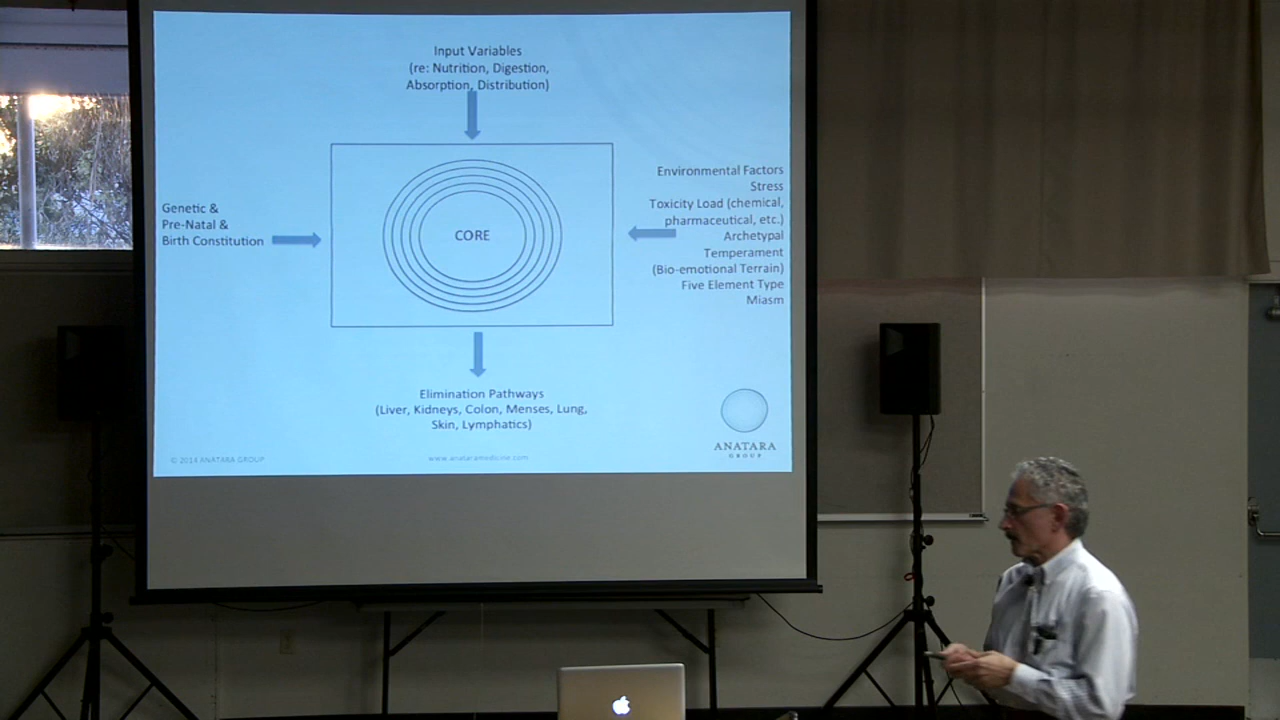 Input Variables
(re: Nutrition, Digestion,
Absorption, Distribution)
Genetic &
Pre-Natal &
Birth Constitution
CORE
Environmental Factors
Stress
Toxicity Load (chemical,
pharmaceutical, etc.)
Archetypal
Temperament
(Bio-emotional Terrain)
Five Element Type
Miasm
Elimination Pathways
(Liver, Kidneys, Colon, Menses, Lung,
Skin, Lymphatics)
ANATARA
GROUP
© 2014 ANATARA GROUP
www.anataramedicine.com